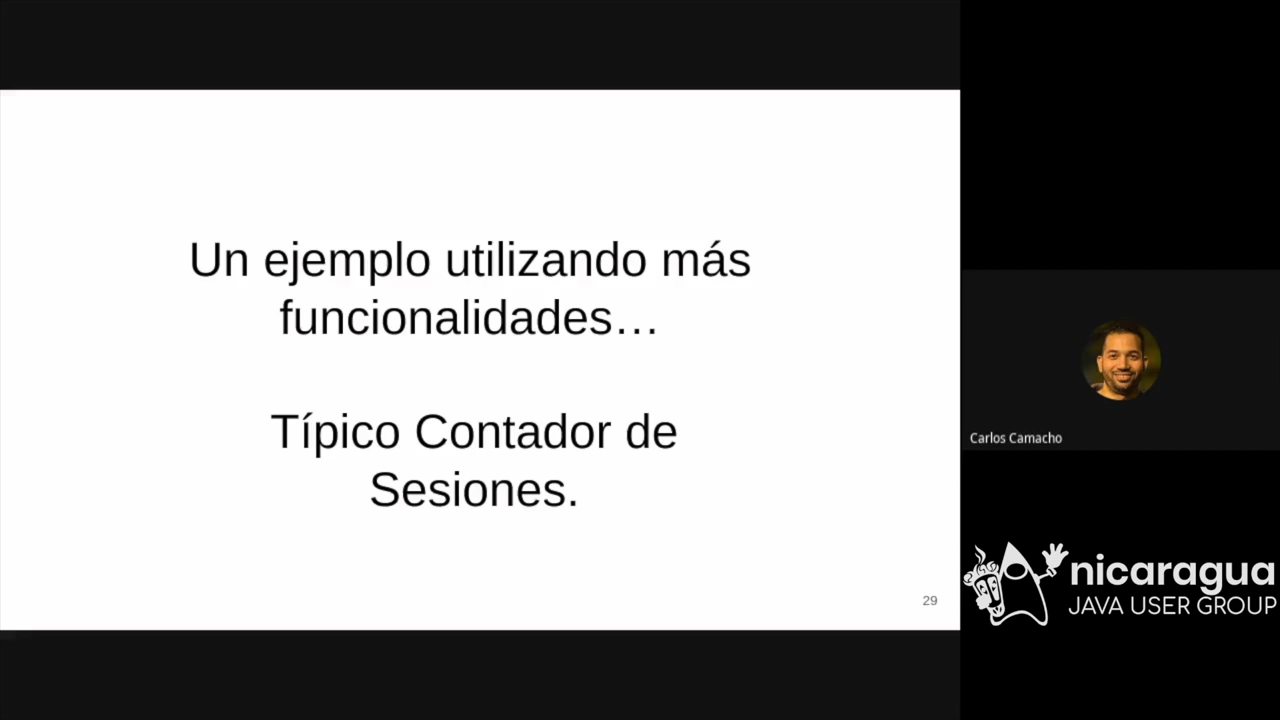 Un ejemplo utilizando más
funcionalidades…
Típico Contador de
Sesiones.
29
Carlos Camacho
nicaragua
JAVA USER GROUP